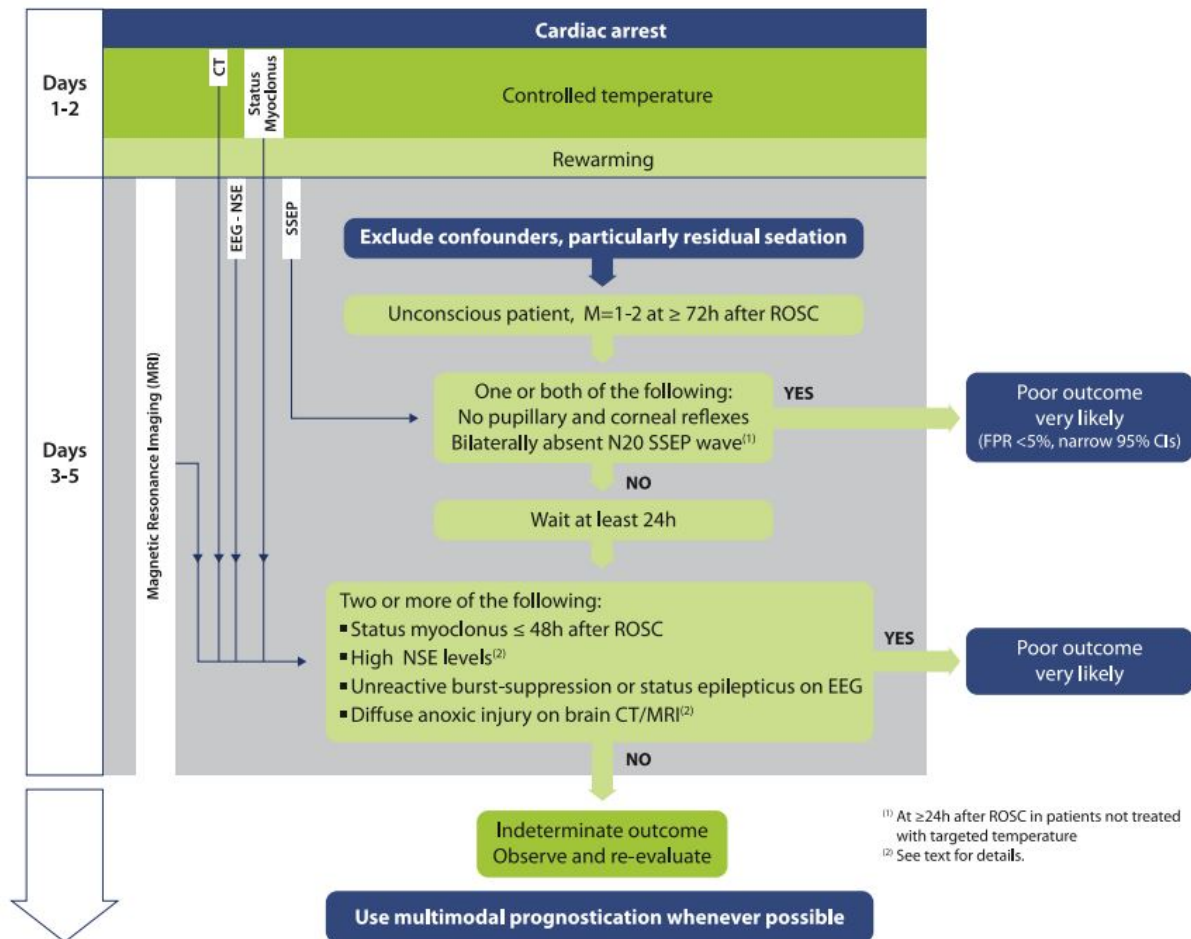 Cardiac arrest
Days
1-2
CT
Status
Myoclonus
Controlled temperature
Rewarming
Days
3-5
Magnetic Resonance Imaging (MRI)
EEG - NSE
SSEP
Exclude confounders, particularly residual sedation
Unconscious patient, M=1-2 at ≥ 72h after ROSC
One or both of the following:
No pupillary and corneal reflexes
Bilaterally absent N20 SSEP wave(1)
YES
Poor outcome
very likely
(FPR <5%, narrow 95% CIs)
NO
Wait at least 24h
Two or more of the following:
▪ Status myoclonus ≤ 48h after ROSC
▪ High NSE levels(2)
▪ Unreactive burst-suppression or status epilepticus on EEG
▪ Diffuse anoxic injury on brain CT/MRI(2)
YES
Poor outcome
very likely
NO
Indeterminate outcome
Observe and re-evaluate
(1) At ≥24h after ROSC in patients not treated
with targeted temperature
(2) See text for details.
Use multimodal prognostication whenever possible